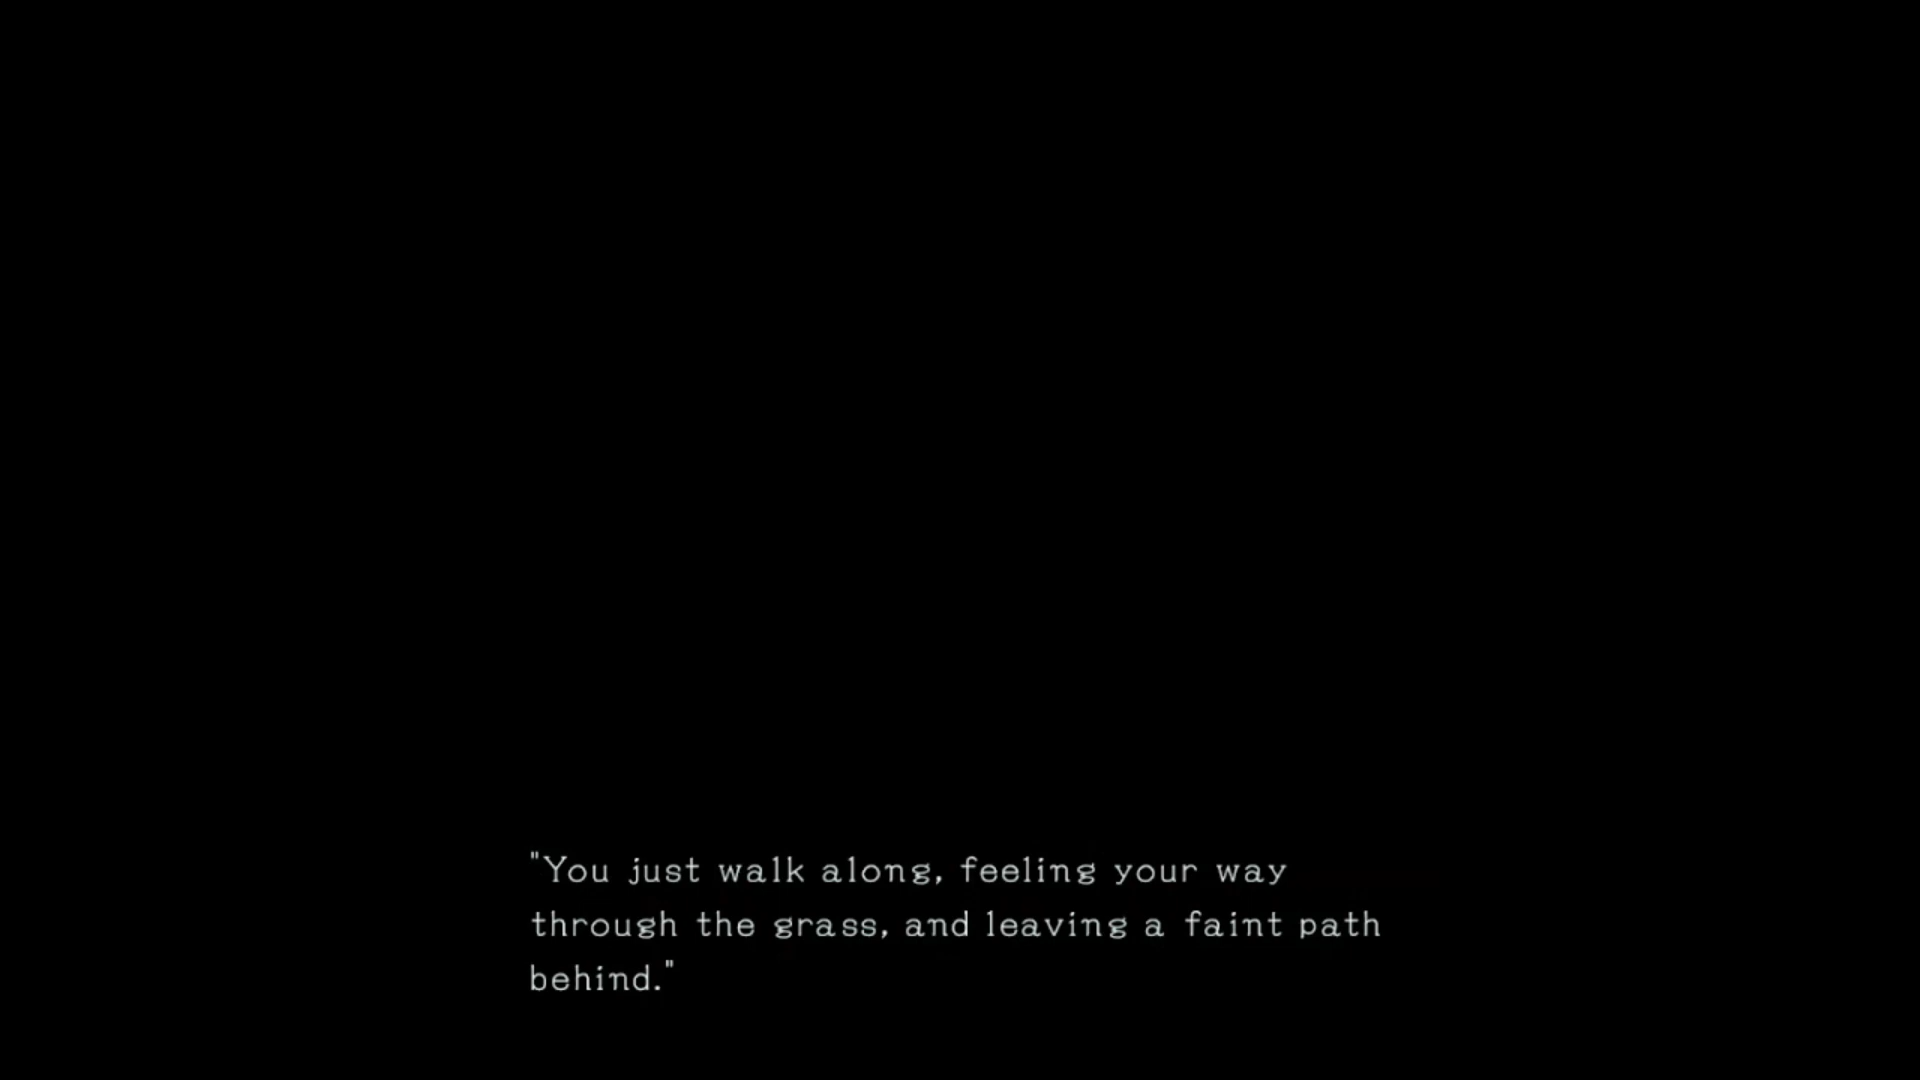 "You just walk along, feeling your way
through the grass, and leaving a faint path
behind."